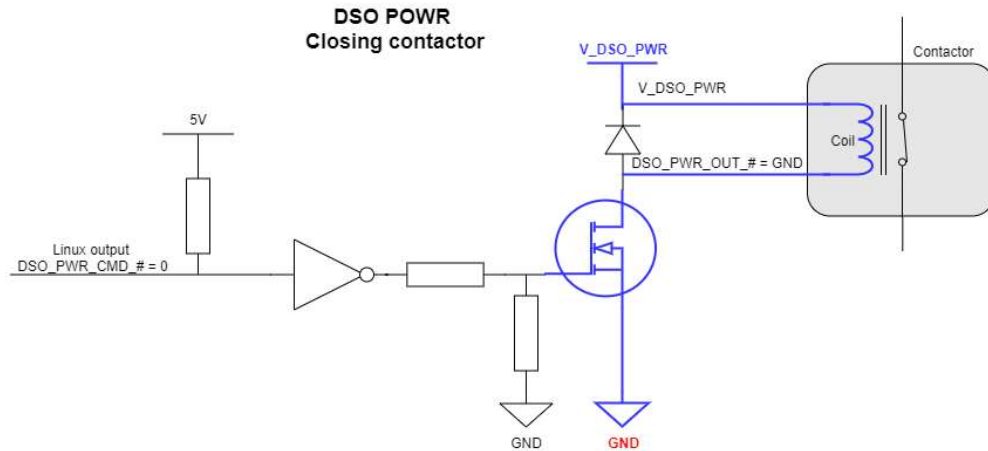 DSO POWR
Closing contactor
V_DSO_PWR
Contactor
V_DSO_PWR
5V
Coil
DSO_PWR_OUT_# = GND
Linux output
DSO_PWR_CMD_# = 0
GND
GND